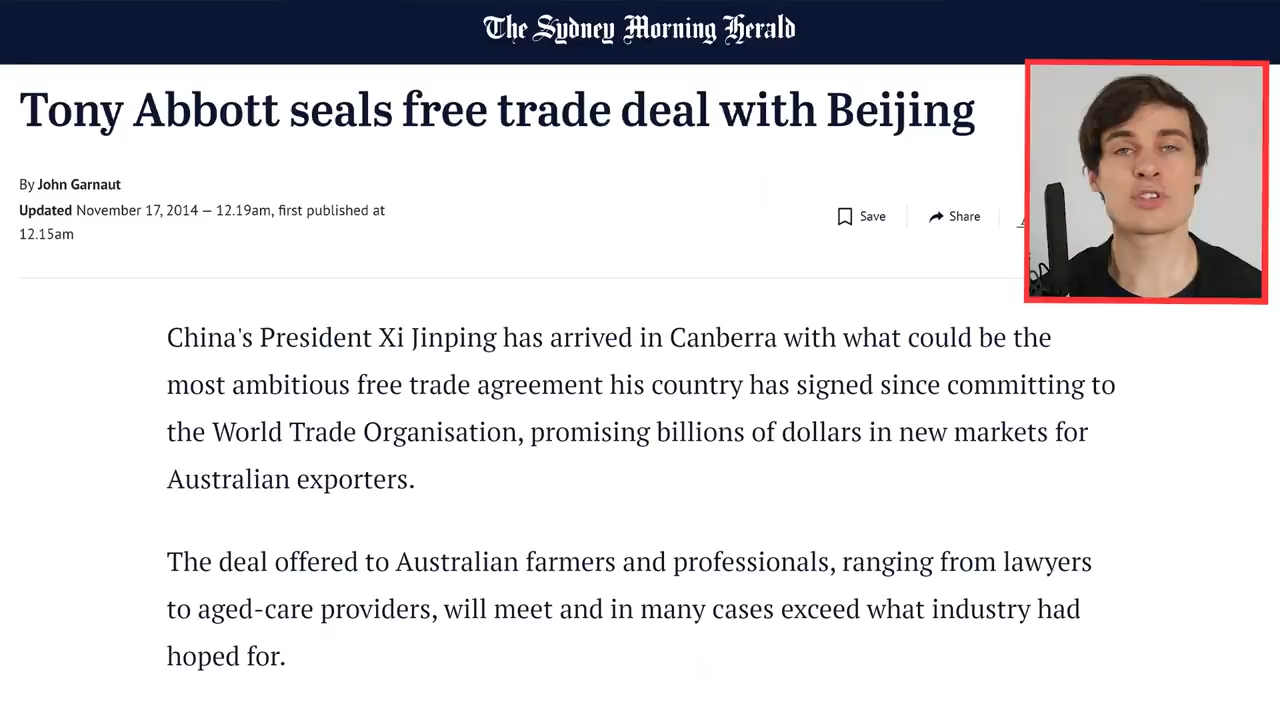 The Sydney Morning Herald
Tony Abbott seals free trade deal with Beijing
By John Garnaut
Updated November 17, 2014 — 12.19am, first published at
12.15am
Save
Share
China's President Xi Jinping has arrived in Canberra with what could be the
most ambitious free trade agreement his country has signed since committing to
the World Trade Organisation, promising billions of dollars in new markets for
Australian exporters.
The deal offered to Australian farmers and professionals, ranging from lawyers
to aged-care providers, will meet and in many cases exceed what industry had
hoped for.